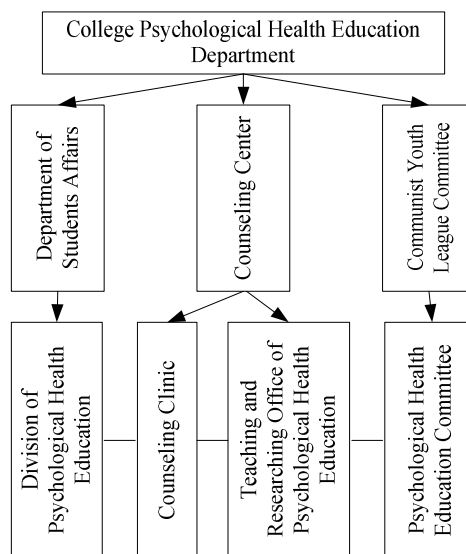 College Psychological Health Education
Department
Department of
Students Affairs
Counseling Center
Communist Youth
League Committee
Division of
Psychological Health
Education
Counseling Clinic
Teaching and
Researching Office of
Psychological Health
Education
Psychological Health
Education Committee